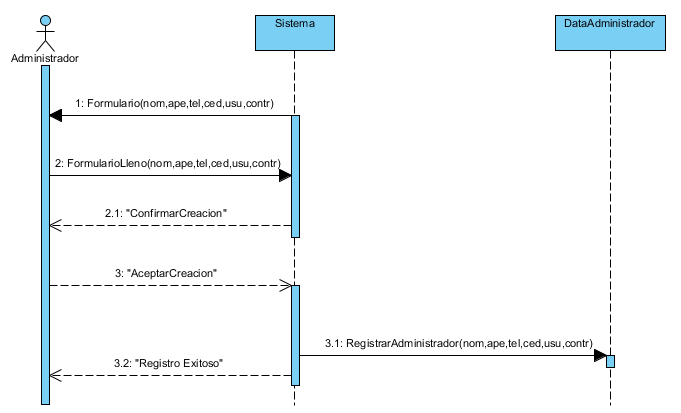 Sistema
DataAdministrador
Administrador
1: Formulario(nom,ape,tel,ced,usu,contr)
2: FormularioLleno(nom,ape,tel,ced,usu,contr)
2.1: "ConfirmarCreacion"
3: "AceptarCreacion"
3.1: RegistrarAdministrador(nom,ape,tel,ced,usu,contr)
3.2: "Registro Exitoso"